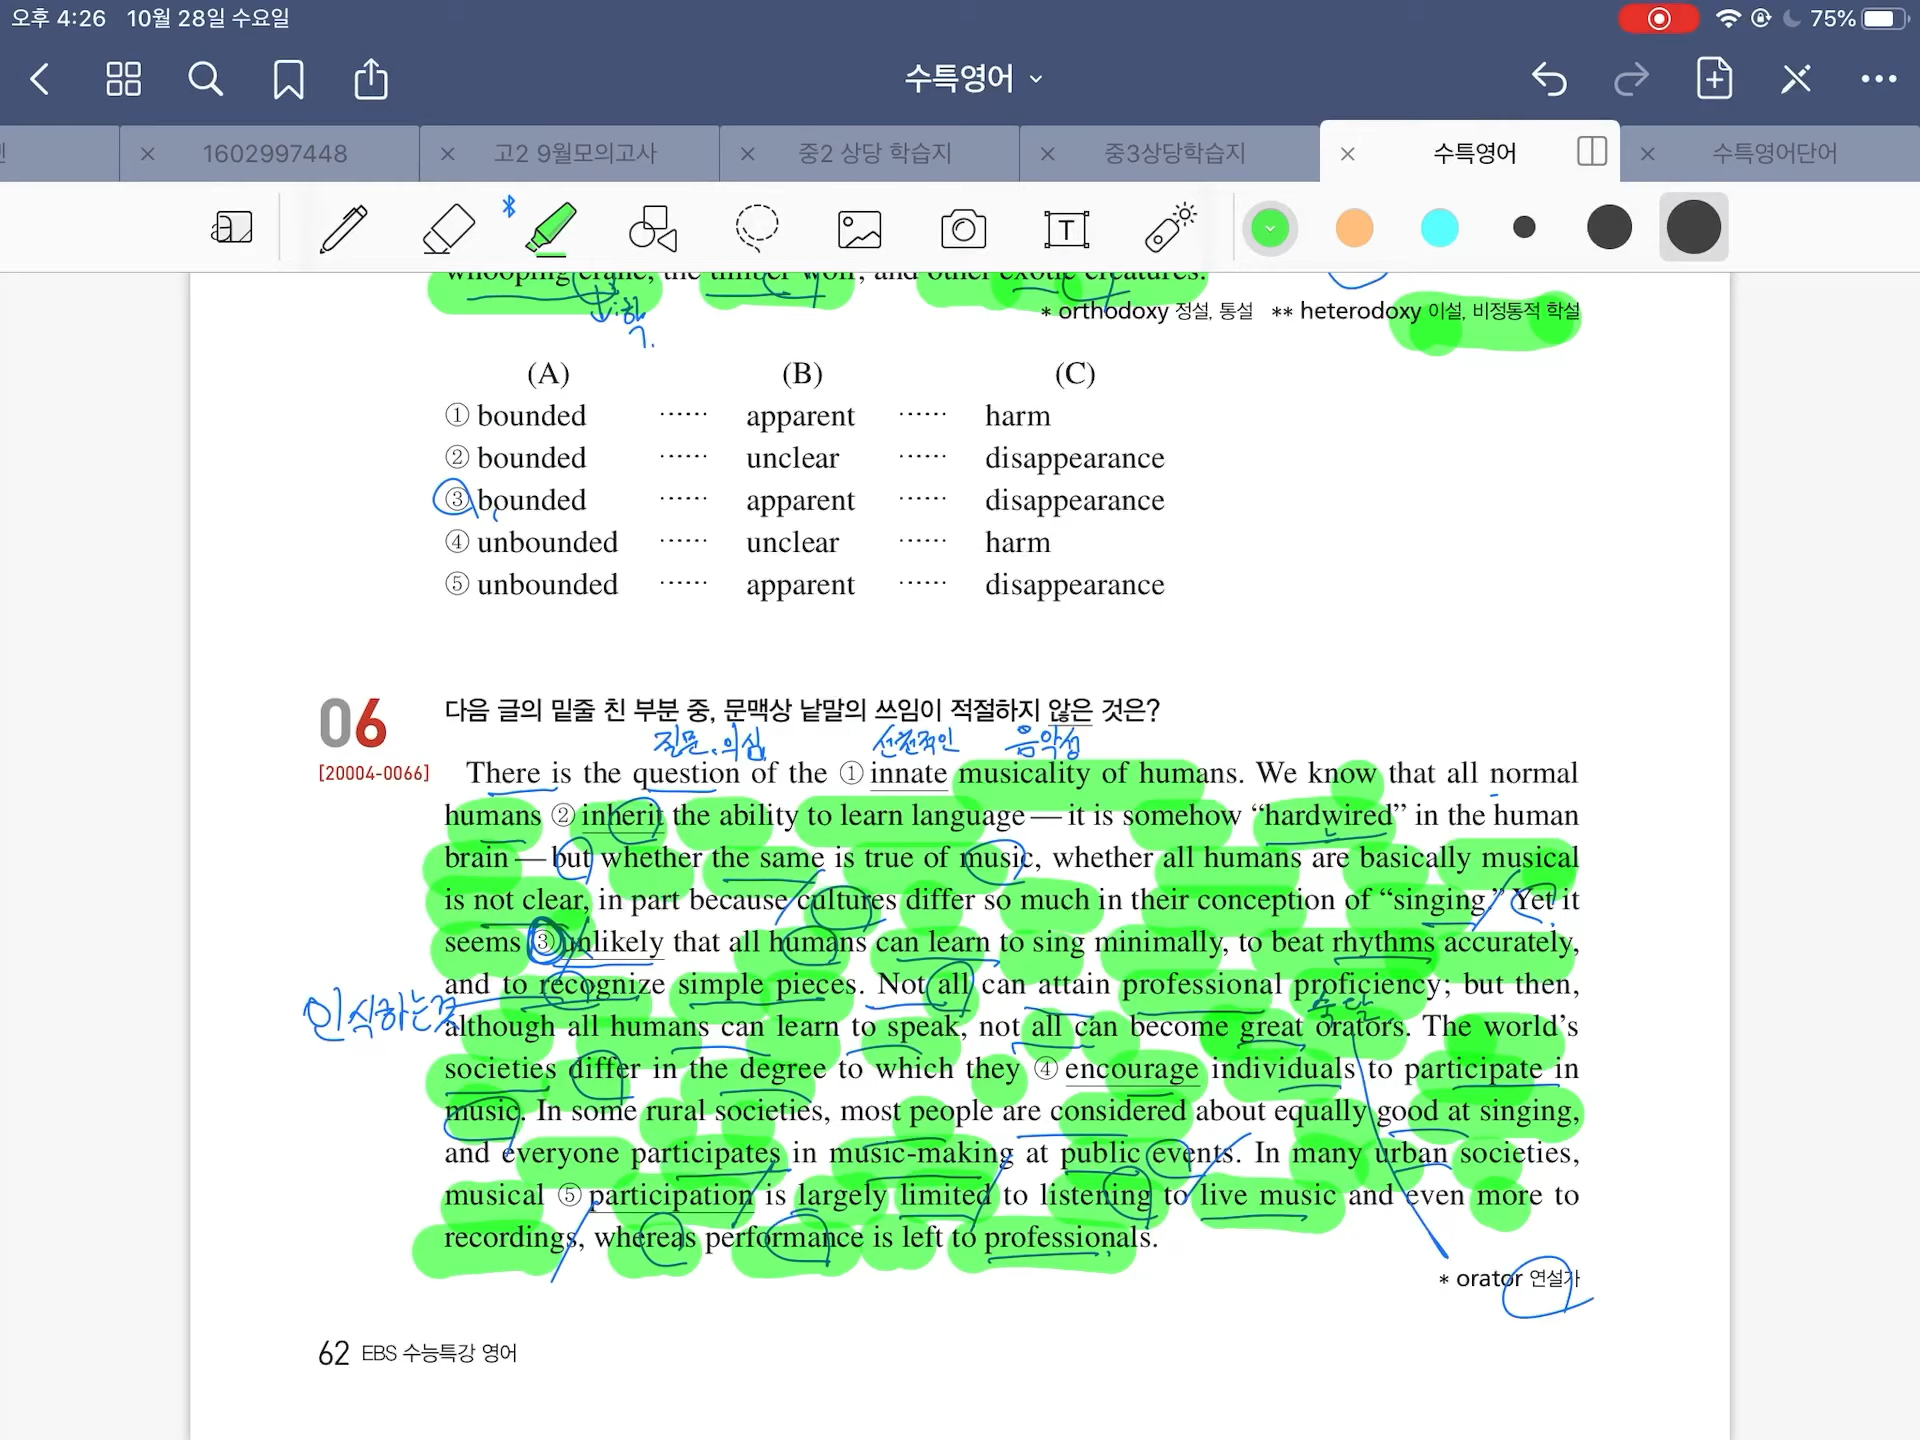 오후 4:26 10월 28일 수요일 75%
수특영어
1602997448 고2 9월모의고사 중2 상당 학습지 중3상당학습지 수특영어 수특영어단어
whooping crane, the timber wolf, and other exotic creatures.
학
* orthodoxy 정설, 통설 ** heterodoxy 이설, 비정통적 학설
(A) (B) (C)
① bounded ······ apparent ······ harm
② bounded ······ unclear ······ disappearance
③ bounded ······ apparent ······ disappearance
④ unbounded ······ unclear ······ harm
⑤ unbounded ······ apparent ······ disappearance
06 다음 글의 밑줄 친 부분 중, 문맥상 낱말의 쓰임이 적절하지 않은 것은?
질문, 의심 선천적인 음악성
[20004-0066] There is the question of the ① innate musicality of humans. We know that all normal
humans ② inherit the ability to learn language — it is somehow “hardwired” in the human
brain — but whether the same is true of music, whether all humans are basically musical
is not clear, in part because cultures differ so much in their conception of “singing.” Yet it
seems ③ unlikely that all humans can learn to sing minimally, to beat rhythms accurately,
and to recognize simple pieces. Not all can attain professional proficiency; but then,
인식하는것 숙달
although all humans can learn to speak, not all can become great orators. The world’s
societies differ in the degree to which they ④ encourage individuals to participate in
music. In some rural societies, most people are considered about equally good at singing,
and everyone participates in music-making at public events. In many urban societies,
musical ⑤ participation is largely limited to listening to live music and even more to
recordings, whereas performance is left to professionals.
* orator 연설가
62 EBS 수능특강 영어